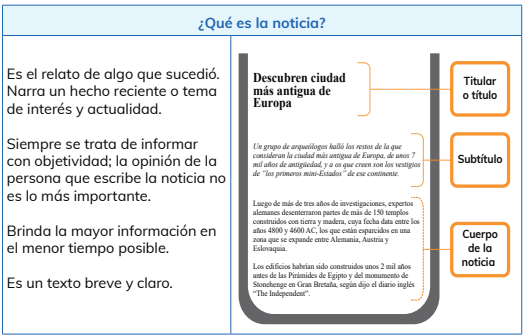 ¿Qué es la noticia?
Es el relato de algo que sucedió.
Narra un hecho reciente o tema
de interés y actualidad.
Siempre se trata de informar
con objetividad; la opinión de la
persona que escribe la noticia no
es lo más importante.
Brinda la mayor información en
el menor tiempo posible.
Es un texto breve y claro.
Descubren ciudad
más antigua de
Europa
Titular
o título
Un grupo de arqueólogos halló los restos de la que
consideran la ciudad más antigua de Europa, de unos 7
mil años de antigüedad, y a os que creen son los vestigios
de "los primeros mini-Estados" de ese continente.
Subtítulo
Luego de más de tres años de investigaciones, expertos
alemanes desenterraron partes de más de 150 templos
construidos con tierra y madera, cuya fecha data entre los
años 4800 y 4600 AC, los que están esparcidos en una
zona que se expande entre Alemania, Austria y
Eslovaquia.
Los edificios habrían sido construidos unos 2 mil años
antes de las Pirámides de Egipto y del monumento de
Stonehenge en Gran Bretaña, según dijo el diario inglés
"The Independent".
Cuerpo
de la
noticia